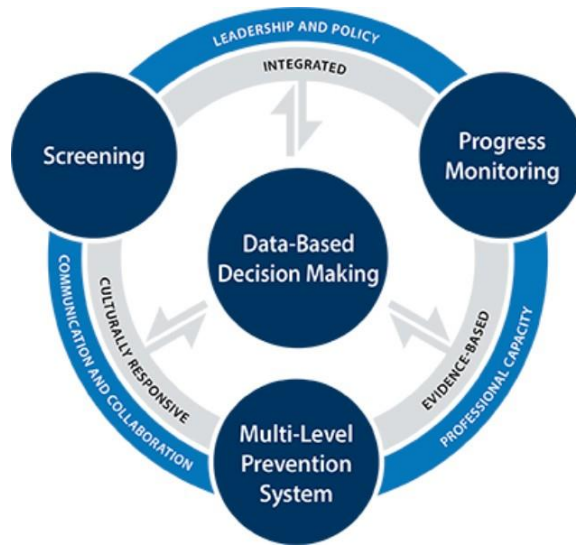 LEADERSHIP AND POLICY
INTEGRATED
Screening
Progress
Monitoring
Data-Based
Decision Making
COMMUNICATION AND COLLABORATION
CULTURALLY RESPONSIVE
EVIDENCE-BASED
PROFESSIONAL CAPACITY
Multi-Level
Prevention
System